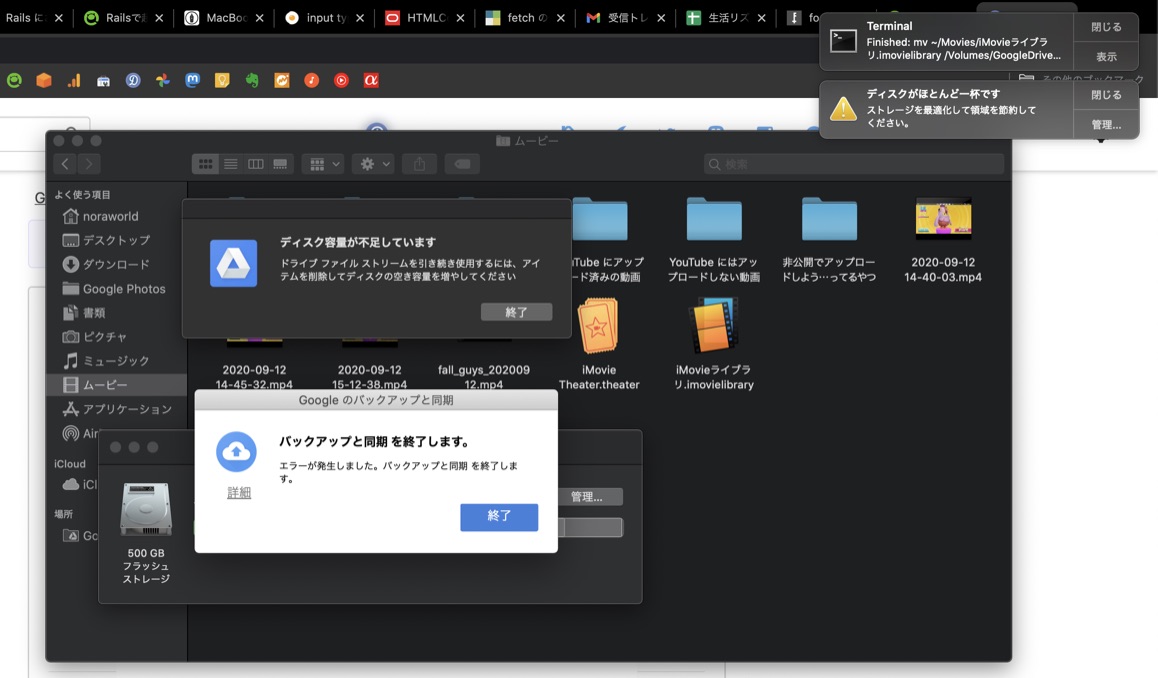 Rails に
Railsで
MacBoo
input ty
HTMLC
fetch の
受信トレ
生活リズ
Terminal
Finished: mv ~/Movies/iMovieライブラ
リ.imovielibrary /Volumes/GoogleDrive...
閉じる
表示
その他のブックマーク
ディスクがほとんど一杯です
ストレージを最適化して領域を節約して
ください。
閉じる
管理...
ムービー
検索
よく使う項目
noraworld
デスクトップ
ダウンロード
Google Photos
書類
ピクチャ
ミュージック
ムービー
アプリケーション
Air
iCloud
iCl
場所
Go
ディスク容量が不足しています
ドライブ ファイル ストリームを引き続き使用するには、アイ
テムを削除してディスクの空き容量を増やしてください
終了
uTube にアップ
ード済みの動画
YouTube にはアッ
プロードしない動画
非公開でアップロー
ドしよう…ってるやつ
2020-09-12
14-40-03.mp4
2020-09-12
14-45-32.mp4
2020-09-12
15-12-38.mp4
fall_guys_202009
12.mp4
iMovie
Theater.theater
iMovieライブラ
リ.imovielibrary
Google のバックアップと同期
バックアップと同期 を終了します。
エラーが発生しました。バックアップと同期 を終了しま
す。
詳細
終了
管理...
500 GB
フラッシュ
ストレージ